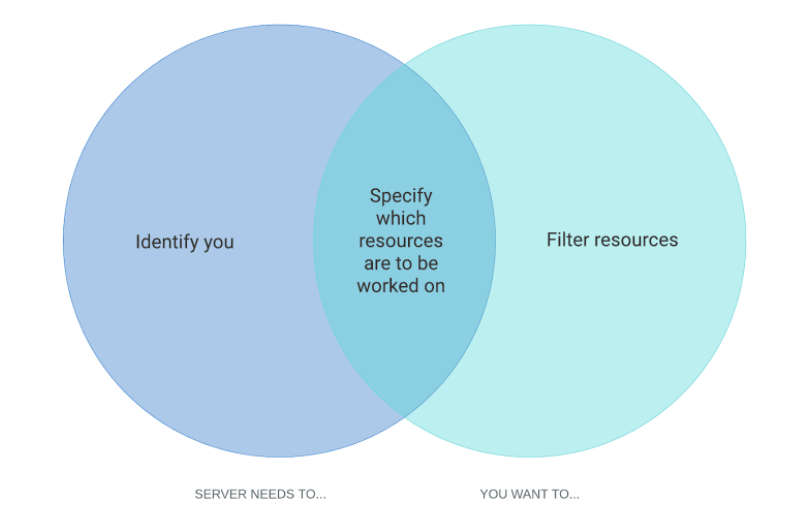 Identify you
Specify
which
resources
are to be
worked on
Filter resources
SERVER NEEDS TO...
YOU WANT TO...